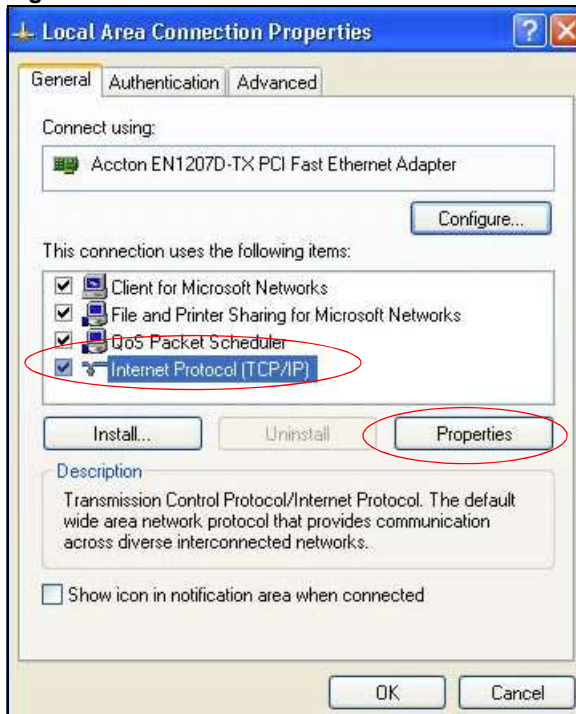 Local Area Connection Properties
General Authentication Advanced
Connect using:
Accton EN1207D-TX PCI Fast Ethernet Adapter
Configure...
This connection uses the following items:
Client for Microsoft Networks
File and Printer Sharing for Microsoft Networks
QoS Packet Scheduler
Internet Protocol (TCP/IP)
Install... Uninstall Properties
Description
Transmission Control Protocol/Internet Protocol. The default
wide area network protocol that provides communication
across diverse interconnected networks.
Show icon in notification area when connected
OK Cancel